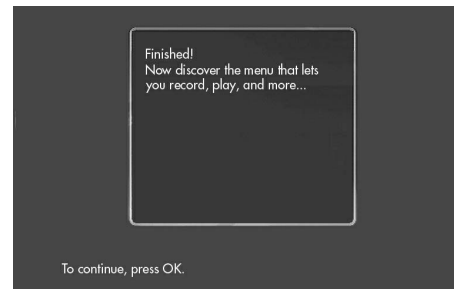 Finished!
Now discover the menu that lets
you record, play, and more...
To continue, press OK.